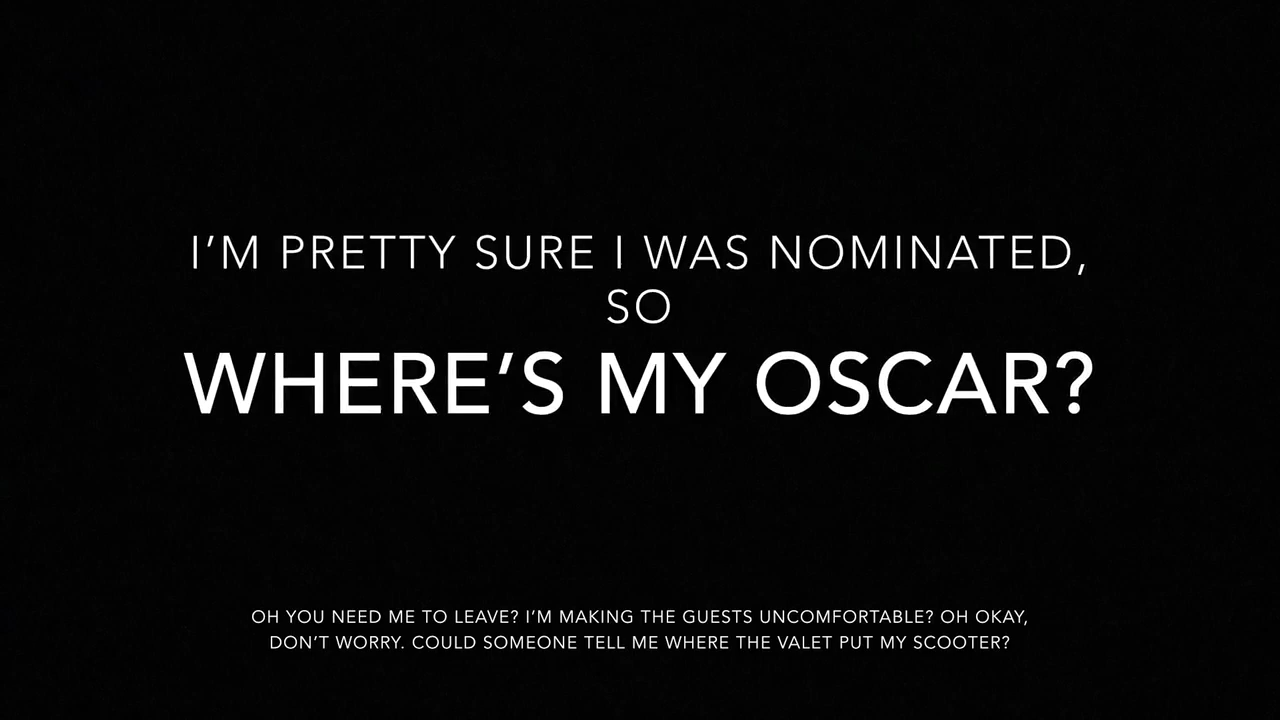 I’M PRETTY SURE I WAS NOMINATED,
SO
WHERE’S MY OSCAR?
OH YOU NEED ME TO LEAVE? I’M MAKING THE GUESTS UNCOMFORTABLE? OH OKAY,
DON’T WORRY. COULD SOMEONE TELL ME WHERE THE VALET PUT MY SCOOTER?